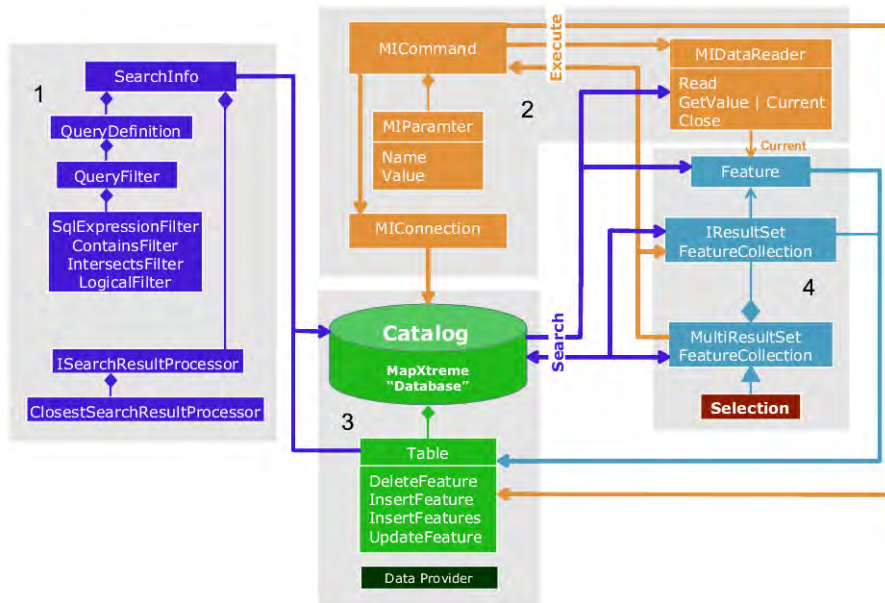 1
SearchInfo
QueryDefinition
QueryFilter
SqlExpressionFilter
ContainsFilter
IntersectsFilter
LogicalFilter
ISearchResultProcessor
ClosestSearchResultProcessor
MICommand
Execute
2
MIParamter
Name
Value
MIConnection
MIDataReader
Read
GetValue | Current
Close
Current
Feature
IResultSet
FeatureCollection
4
MultiResultSet
FeatureCollection
Selection
Search
Catalog
MapXtreme
“Database”
3
Table
DeleteFeature
InsertFeature
InsertFeatures
UpdateFeature
Data Provider